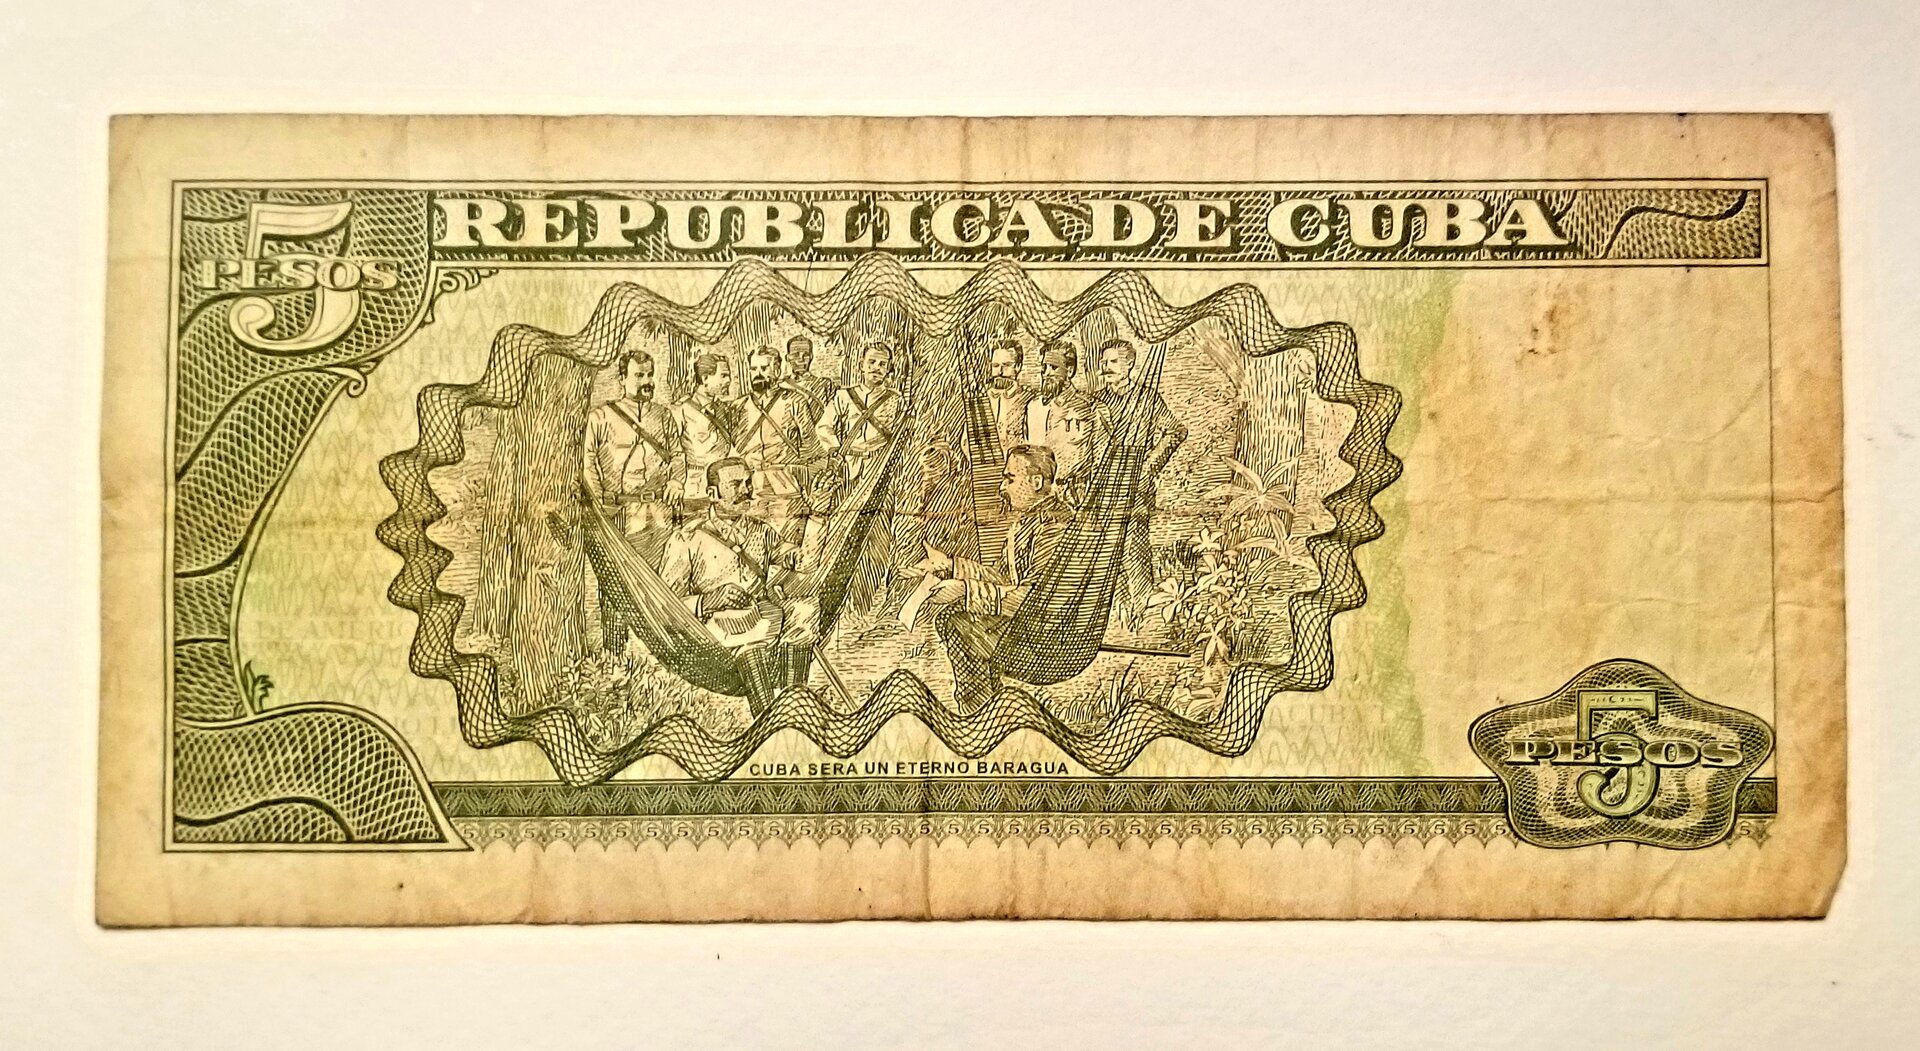 REPUBLICA DE CUBA
5 PESOS
CUBA SERA UN ETERNO BARAGUA
5 PESOS